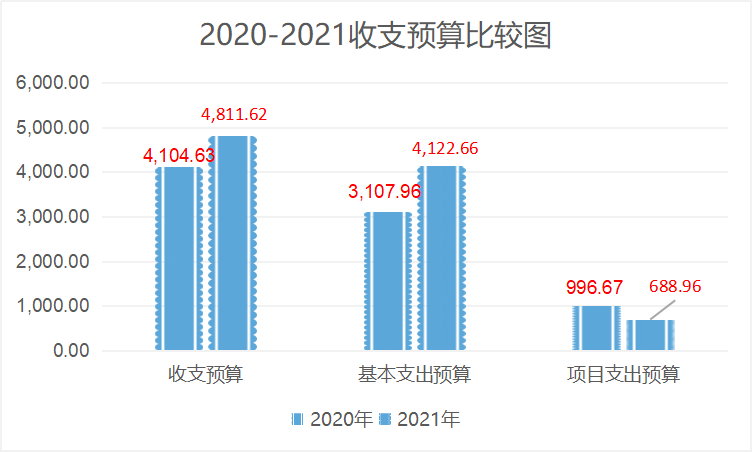 2020-2021收支预算比较图
6,000.00
5,000.00
4,000.00
3,000.00
2,000.00
1,000.00
0.00
4,104.63
4,811.62
3,107.96
4,122.66
996.67
688.96
收支预算
基本支出预算
项目支出预算
2020年
2021年